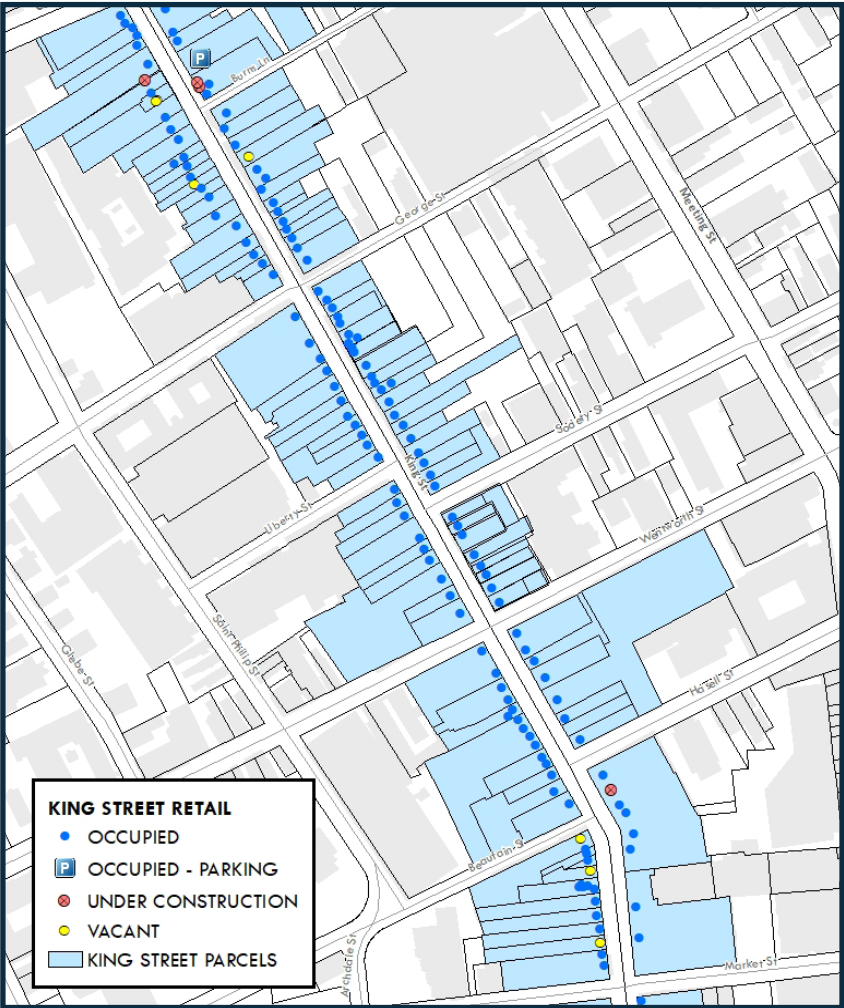 P
Burns Ln
George St
Meeting St
Society St
King St
Liberty St
Wentworth St
Saint Philip St
Glebe St
Hasell St
Beaufain St
Archdale St
Market St
KING STREET RETAIL
OCCUPIED
P OCCUPIED - PARKING
UNDER CONSTRUCTION
VACANT
KING STREET PARCELS